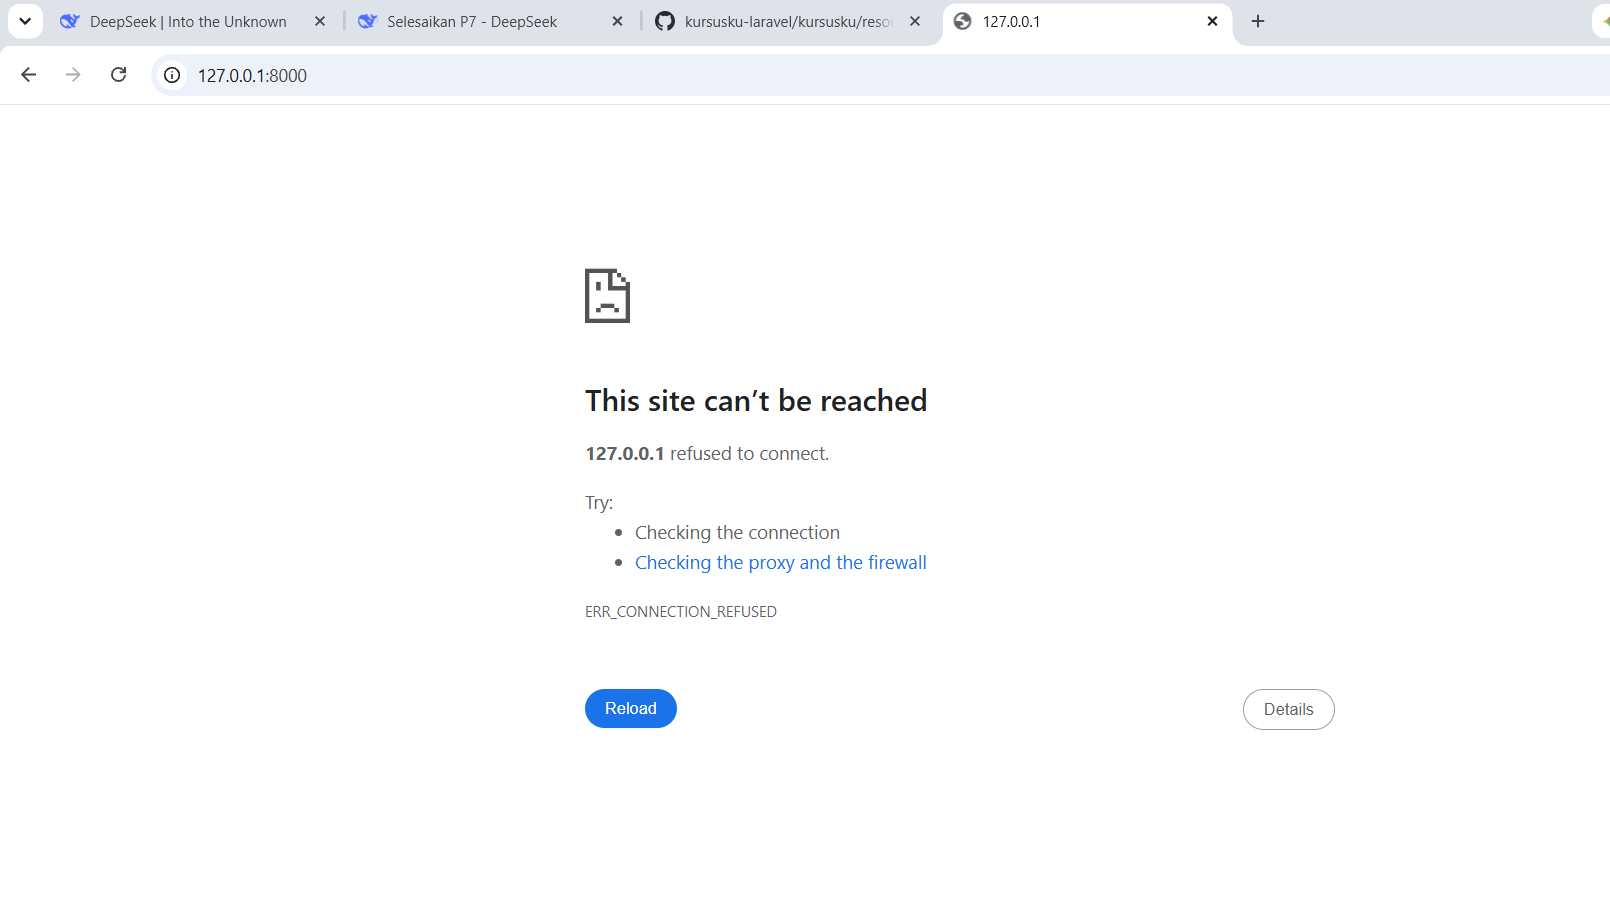 DeepSeek | Into the Unknown
Selesaikan P7 - DeepSeek
kursusku-laravel/kursusku/resou
127.0.0.1
127.0.0.1:8000
This site can’t be reached
127.0.0.1 refused to connect.
Try:
Checking the connection
Checking the proxy and the firewall
ERR_CONNECTION_REFUSED
Reload
Details